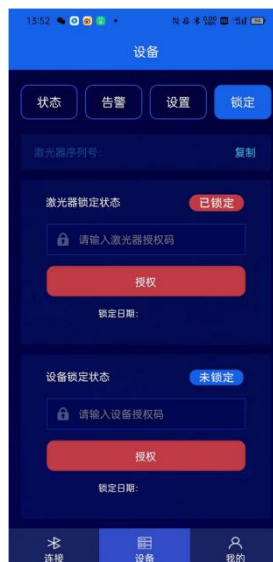 13:52
设备
状态 告警 设置 锁定
激光器序列号: 复制
激光器锁定状态 已锁定
请输入激光器授权码
授权
锁定日期:
设备锁定状态 未锁定
请输入设备授权码
授权
锁定日期:
连接 设备 我的